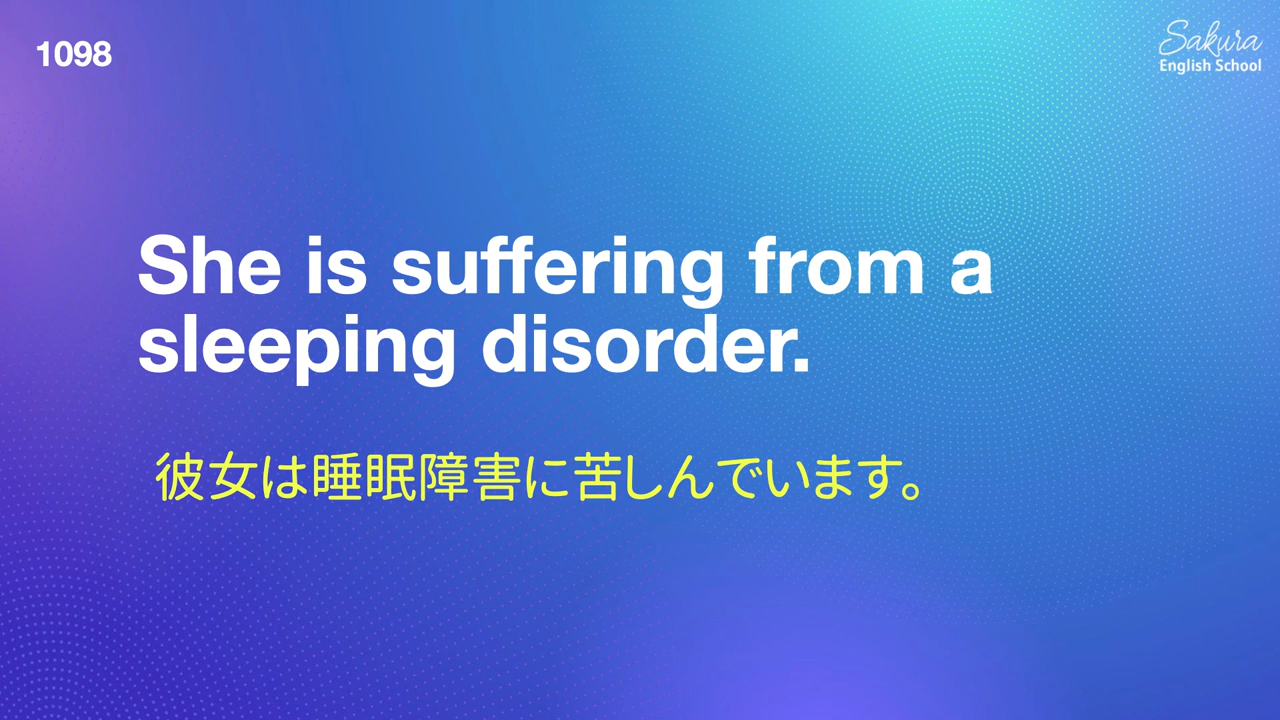 1098
Sakura
English School
She is suffering from a
sleeping disorder.
彼女は睡眠障害に苦しんでいます。